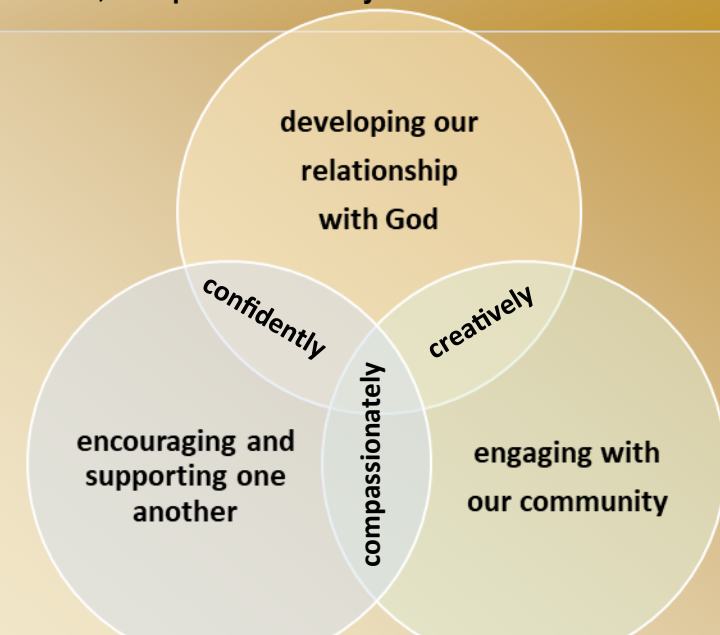 developing our
relationship
with God
confidently
creatively
compassionately
encouraging and
supporting one
another
engaging with
our community